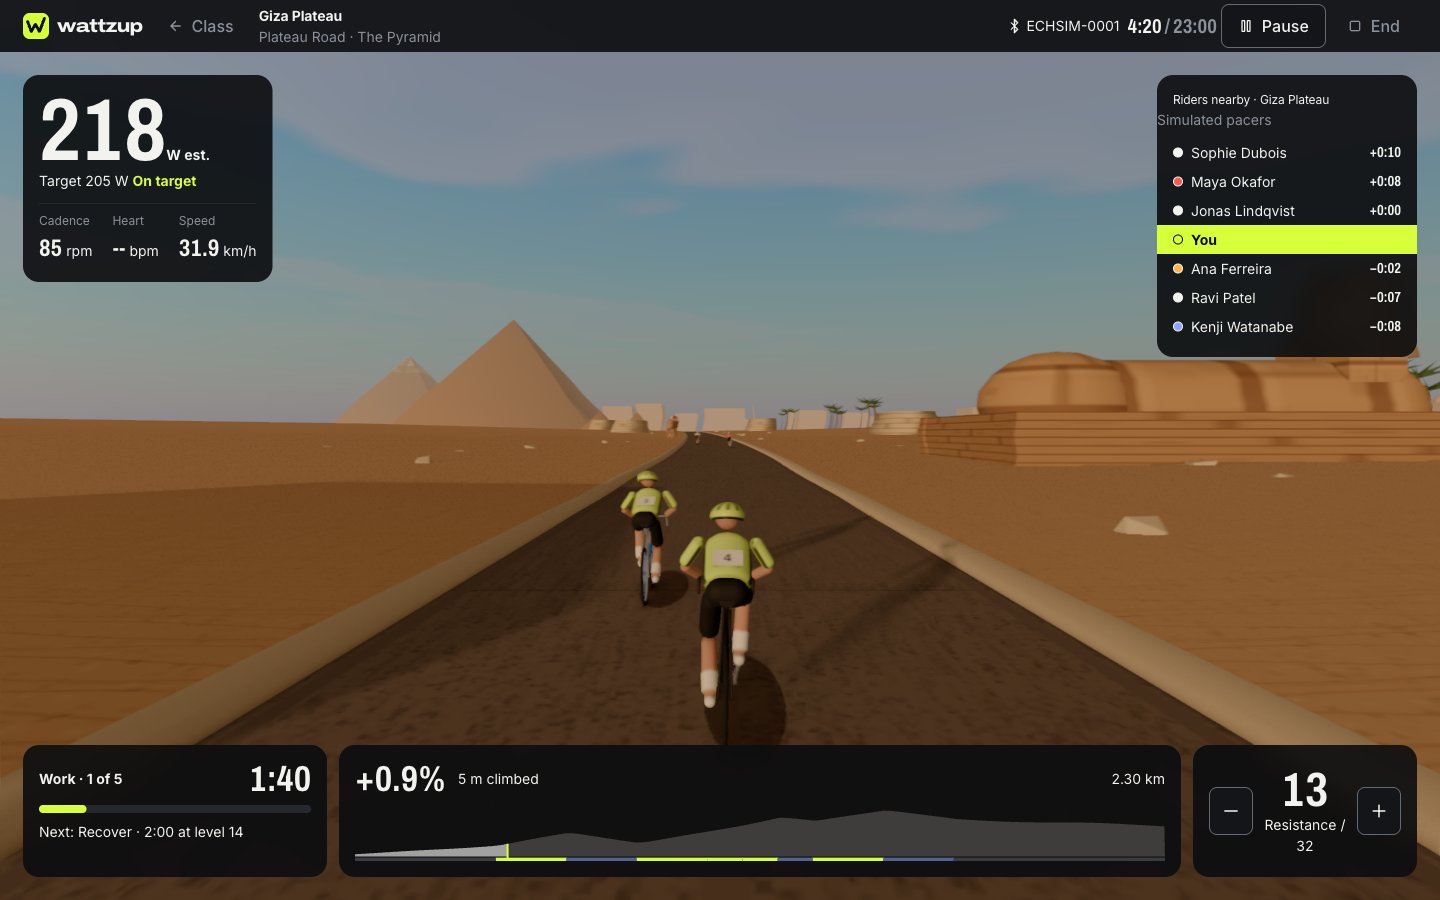 wattzup
Class
Giza Plateau
Plateau Road · The Pyramid
ECHSIM-0001
4:20 / 23:00
Pause
End
218 W est.
Target 205 W On target
Cadence Heart Speed
85 rpm -- bpm 31.9 km/h
Riders nearby · Giza Plateau
Simulated pacers
Sophie Dubois +0:10
Maya Okafor +0:08
Jonas Lindqvist +0:00
You
Ana Ferreira −0:02
Ravi Patel −0:07
Kenji Watanabe −0:08
4
Work · 1 of 5 1:40
Next: Recover · 2:00 at level 14
+0.9% 5 m climbed 2.30 km
− 13 +
Resistance /
32